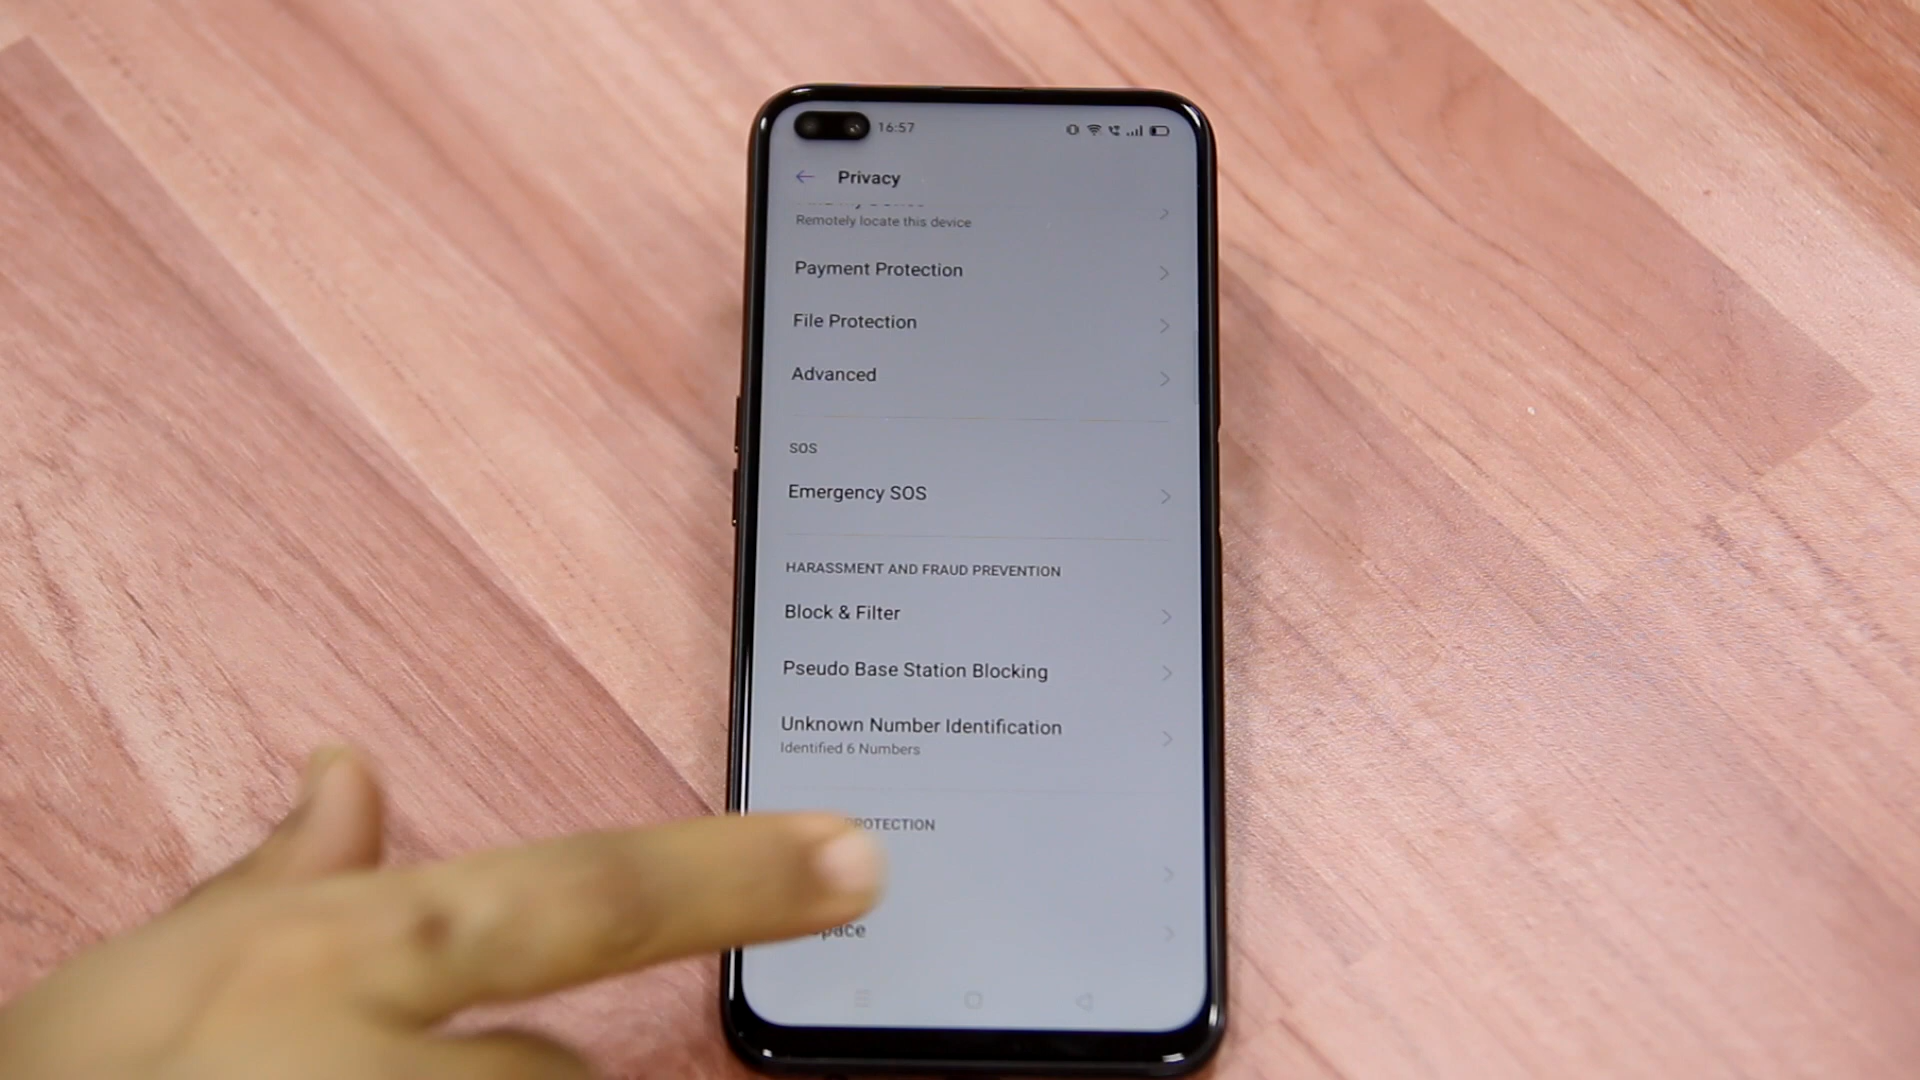 16:57
Privacy
Remotely locate this device
Payment Protection
File Protection
Advanced
SOS
Emergency SOS
HARASSMENT AND FRAUD PREVENTION
Block & Filter
Pseudo Base Station Blocking
Unknown Number Identification
Identified 6 Numbers
PROTECTION